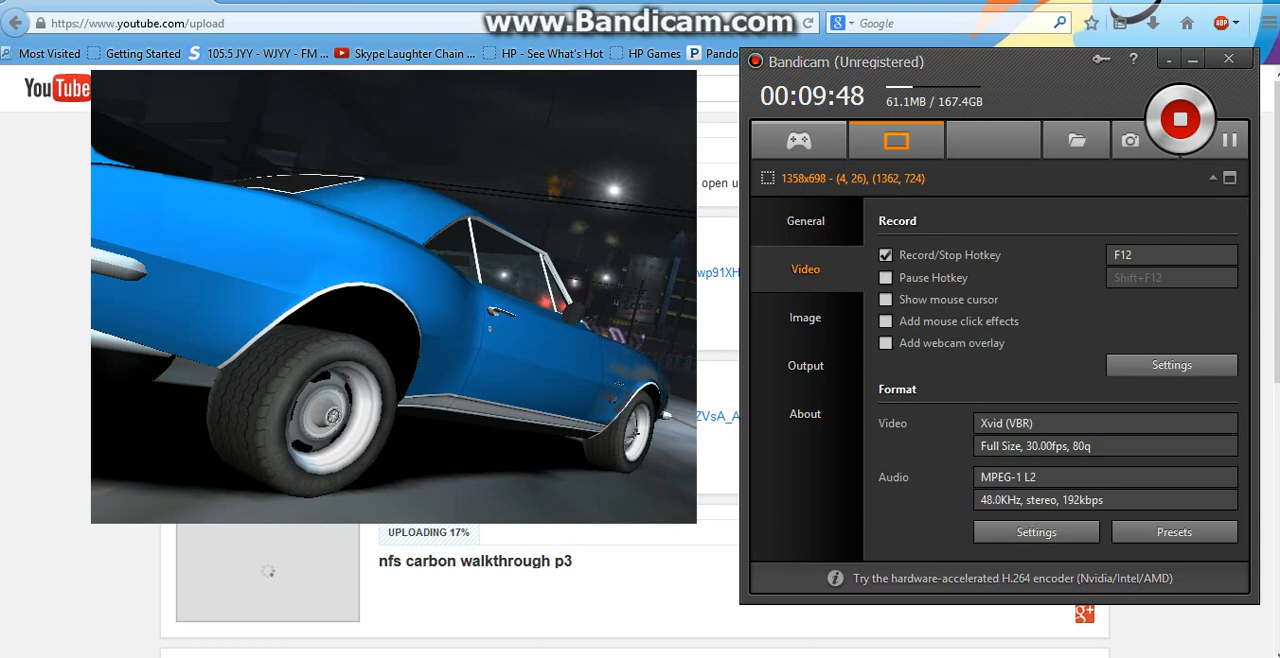 www.Bandicam.com
https://www.youtube.com/upload
Google
ABP
Most Visited Getting Started S 105.5 JYY - WJYY - FM ... Skype Laughter Chain ... HP - See What's Hot HP Games P Pando
YouTube
Bandicam (Unregistered)
00:09:48
61.1MB / 167.4GB
1358x698 - (4, 26), (1362, 724)
open u
wp91XH
ZVsA_A
General
Video
Image
Output
About
Record
Record/Stop Hotkey F12
Pause Hotkey Shift+F12
Show mouse cursor
Add mouse click effects
Add webcam overlay
Settings
Format
Video Xvid (VBR)
Full Size, 30.00fps, 80q
Audio MPEG-1 L2
48.0KHz, stereo, 192kbps
Settings Presets
Try the hardware-accelerated H.264 encoder (Nvidia/Intel/AMD)
UPLOADING 17%
nfs carbon walkthrough p3
g+